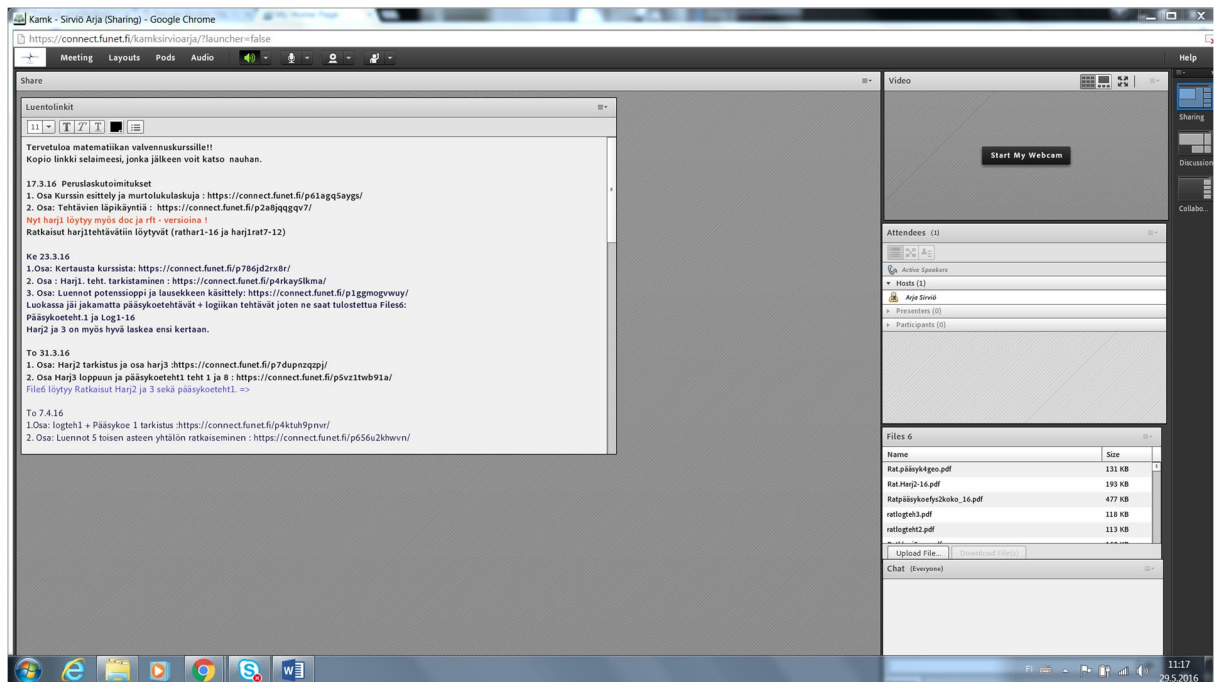 Kamk - Sirviö Arja (Sharing) - Google Chrome
https://connect.funet.fi/kamksirvioarja/?launcher=false
Meeting Layouts Pods Audio Help
Share
Luentolinkit
11 T T T
Tervetuloa matematiikan valvennuskurssille!!
Kopio linkki selaimeesi, jonka jälkeen voit katso nauhan.
17.3.16 Peruslaskutoimitukset
1. Osa Kurssin esittely ja murtolukulaskuja : https://connect.funet.fi/p61agq5aygs/
2. Osa: Tehtävien läpikäyntiä : https://connect.funet.fi/p2a8jqqgqv7/
Nyt harj1 löytyy myös doc ja rft - versioina !
Ratkaisut harj1tehtävätiin löytyvät (rathar1-16 ja harj1rat7-12)
Ke 23.3.16
1.Osa: Kertausta kurssista: https://connect.funet.fi/p786jd2rx8r/
2. Osa : Harj1. teht. tarkistaminen : https://connect.funet.fi/p4rkay5lkma/
3. Osa: Luennot potenssioppi ja lausekkeen käsittely: https://connect.funet.fi/p1ggmogvwuy/
Luokassa jäi jakamatta pääsykoetehtävät + logiikan tehtävät joten ne saat tulostettua Files6:
Pääsykoeteht.1 ja Log1-16
Harj2 ja 3 on myös hyvä laskea ensi kertaan.
To 31.3.16
1. Osa: Harj2 tarkistus ja osa harj3 :https://connect.funet.fi/p7dupnzqzpj/
2. Osa Harj3 loppuun ja pääsykoeteht1 teht 1 ja 8 : https://connect.funet.fi/p5vz1twb91a/
File6 löytyy Ratkaisut Harj2 ja 3 sekä pääsykoeteht1. =>
To 7.4.16
1.Osa: logteh1 + Pääsykoe 1 tarkistus :https://connect.funet.fi/p4ktuh9pnvr/
2. Osa: Luennot 5 toisen asteen yhtälön ratkaiseminen : https://connect.funet.fi/p656u2khwvn/
Video
Start My Webcam
Attendees (1)
Active Speakers
Hosts (1)
Arja Sirviö
Presenters (0)
Participants (0)
Files 6
Name Size
Rat.pääsyk4geo.pdf 131 KB
Rat.Harj2-16.pdf 193 KB
Ratpääsykoefys2koko_16.pdf 477 KB
ratlogteh3.pdf 118 KB
ratlogteht2.pdf 113 KB
Upload File... Download File(s)
Chat (Everyone)
Sharing
Discussion
Collabo...
FI
11:17
29.5.2016